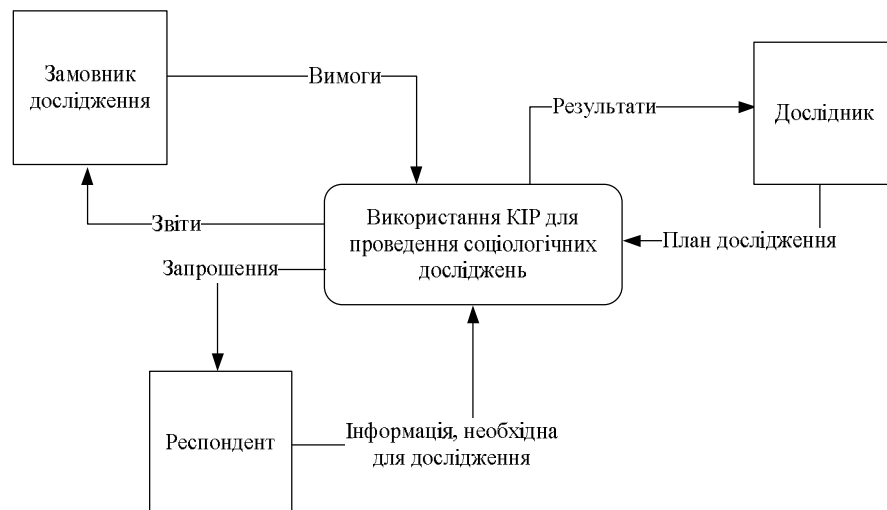 Замовник
дослідження
Вимоги
Результати
Дослідник
Звіти
Використання КІР для
проведення соціологічних
досліджень
План дослідження
Запрошення
Респондент
Інформація, необхідна
для дослідження